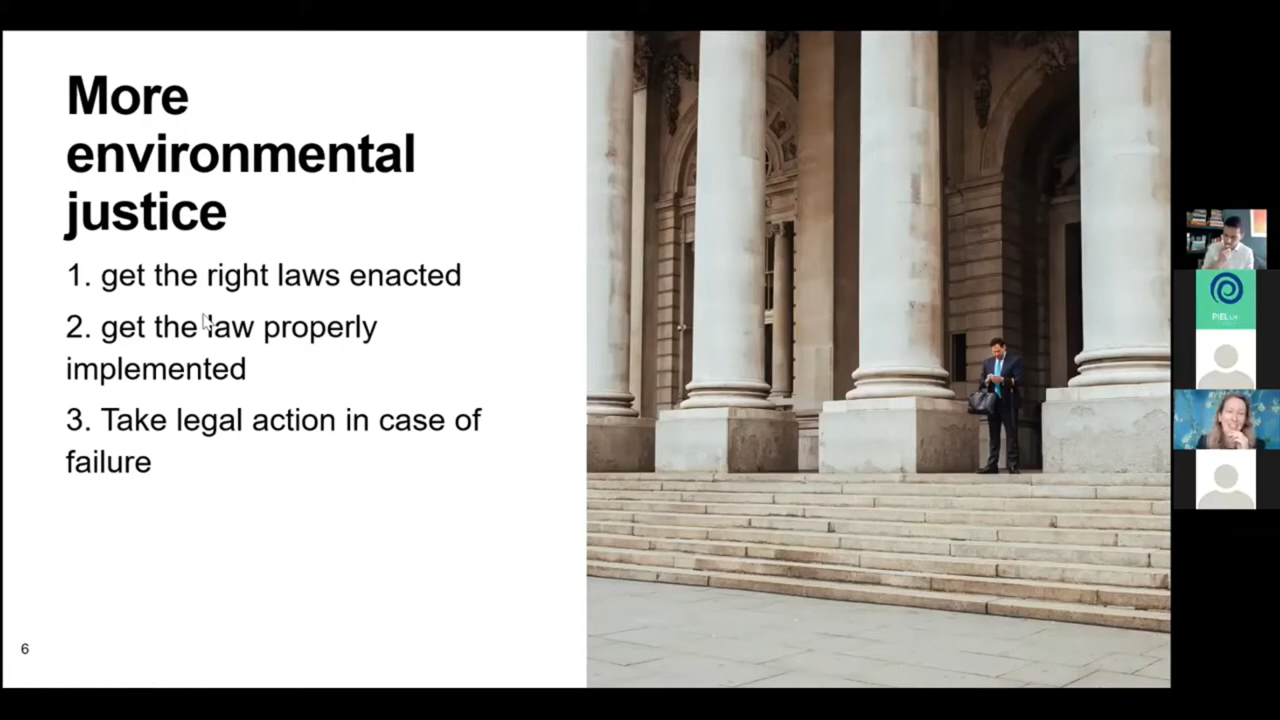 More
environmental
justice
1. get the right laws enacted
2. get the law properly
implemented
3. Take legal action in case of
failure
6